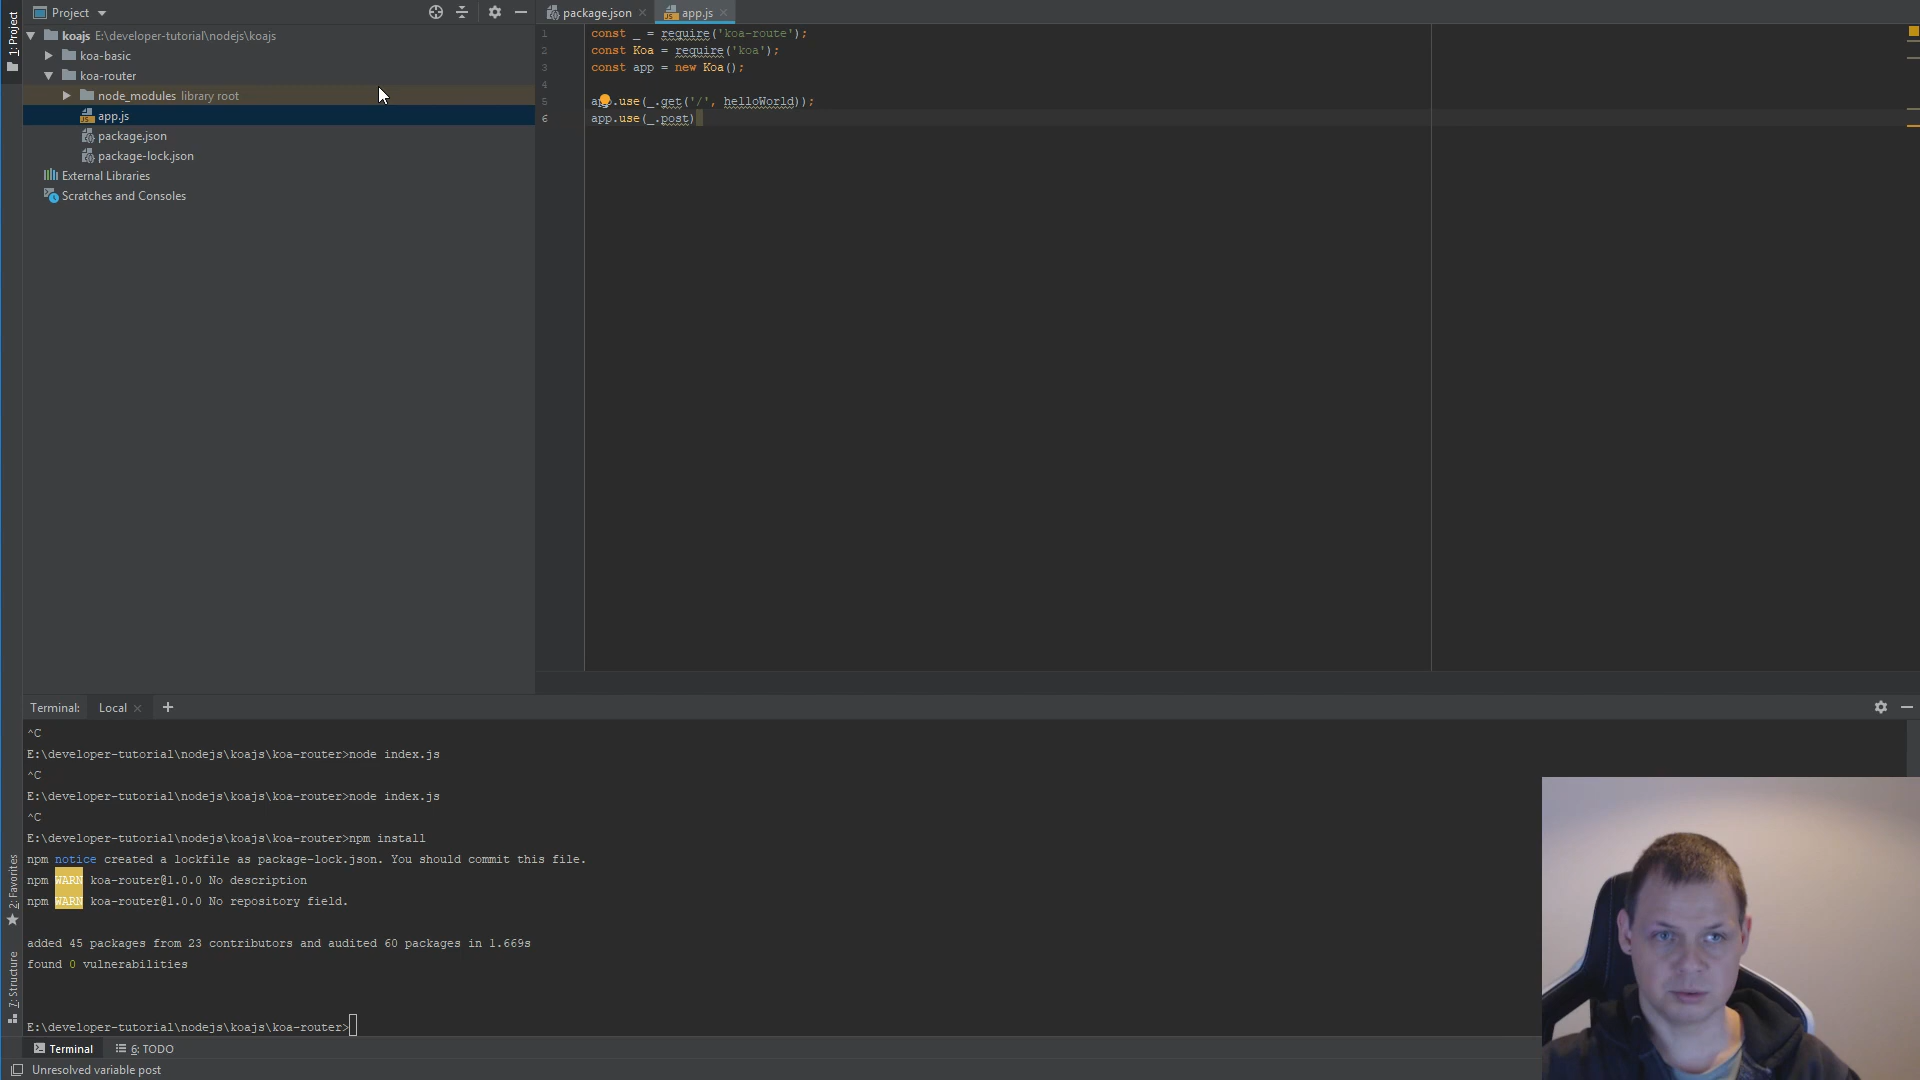 Project
package.json
app.js
1: Project
koajs E:\developer-tutorial\nodejs\koajs
koa-basic
koa-router
node_modules library root
app.js
package.json
package-lock.json
External Libraries
Scratches and Consoles
1 const _ = require('koa-route');
2 const Koa = require('koa');
3 const app = new Koa();
4
5 app.use(_.get('/', helloWorld));
6 app.use(_.post)
Terminal: Local +
^C
E:\developer-tutorial\nodejs\koajs\koa-router>node index.js
^C
E:\developer-tutorial\nodejs\koajs\koa-router>node index.js
^C
E:\developer-tutorial\nodejs\koajs\koa-router>npm install
npm notice created a lockfile as package-lock.json. You should commit this file.
npm WARN koa-router@1.0.0 No description
npm WARN koa-router@1.0.0 No repository field.
added 45 packages from 23 contributors and audited 60 packages in 1.669s
found 0 vulnerabilities
E:\developer-tutorial\nodejs\koajs\koa-router>
2: Favorites
7: Structure
Terminal
6: TODO
Unresolved variable post